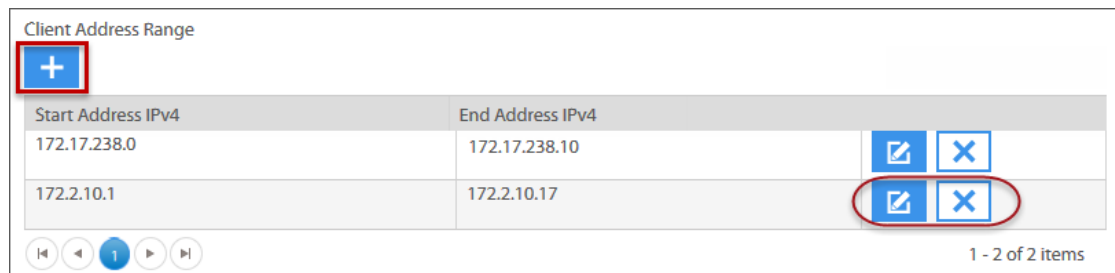 Client Address Range
Start Address IPv4 End Address IPv4
172.17.238.0 172.17.238.10
172.2.10.1 172.2.10.17
1 1 - 2 of 2 items